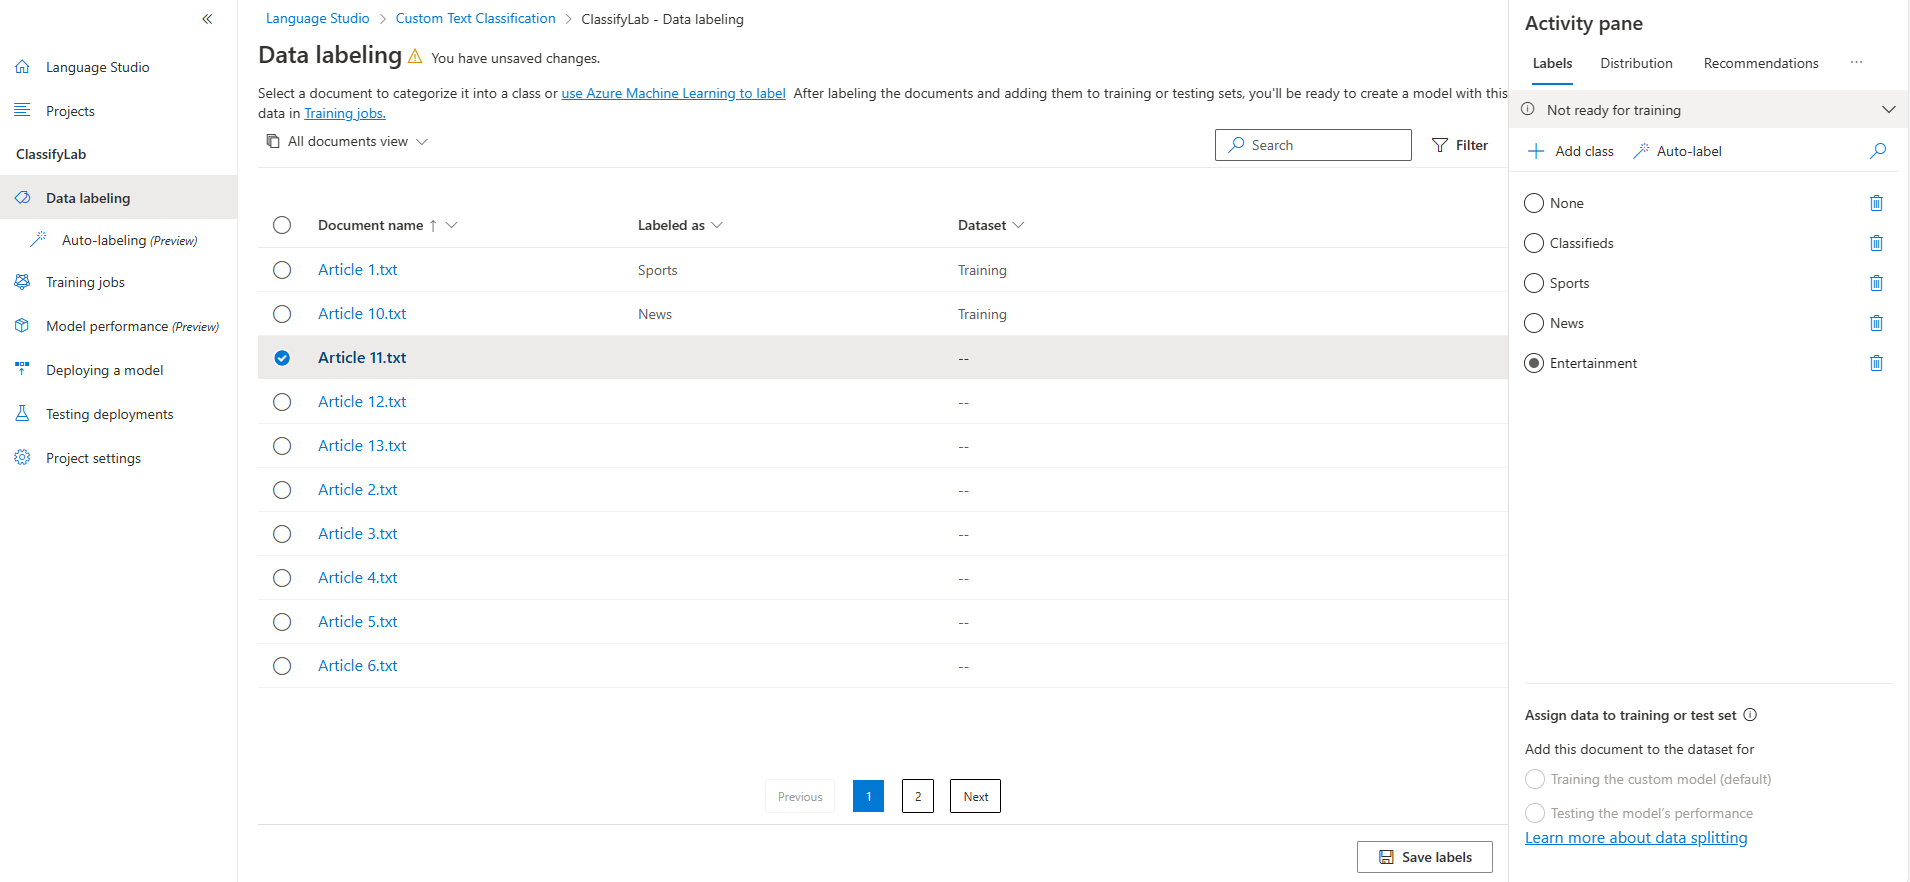 Language Studio
Projects
ClassifyLab
Data labeling
Auto-labeling (Preview)
Training jobs
Model performance (Preview)
Deploying a model
Testing deployments
Project settings
Language Studio > Custom Text Classification > ClassifyLab - Data labeling
Data labeling You have unsaved changes.
Select a document to categorize it into a class or use Azure Machine Learning to label After labeling the documents and adding them to training or testing sets, you'll be ready to create a model with this
data in Training jobs.
All documents view
Search
Filter
Document name ↑ Labeled as Dataset
Article 1.txt Sports Training
Article 10.txt News Training
Article 11.txt --
Article 12.txt --
Article 13.txt --
Article 2.txt --
Article 3.txt --
Article 4.txt --
Article 5.txt --
Article 6.txt --
Previous 1 2 Next
Save labels
Activity pane
Labels Distribution Recommendations ...
Not ready for training
Add class Auto-label
None
Classifieds
Sports
News
Entertainment
Assign data to training or test set
Add this document to the dataset for
Training the custom model (default)
Testing the model's performance
Learn more about data splitting